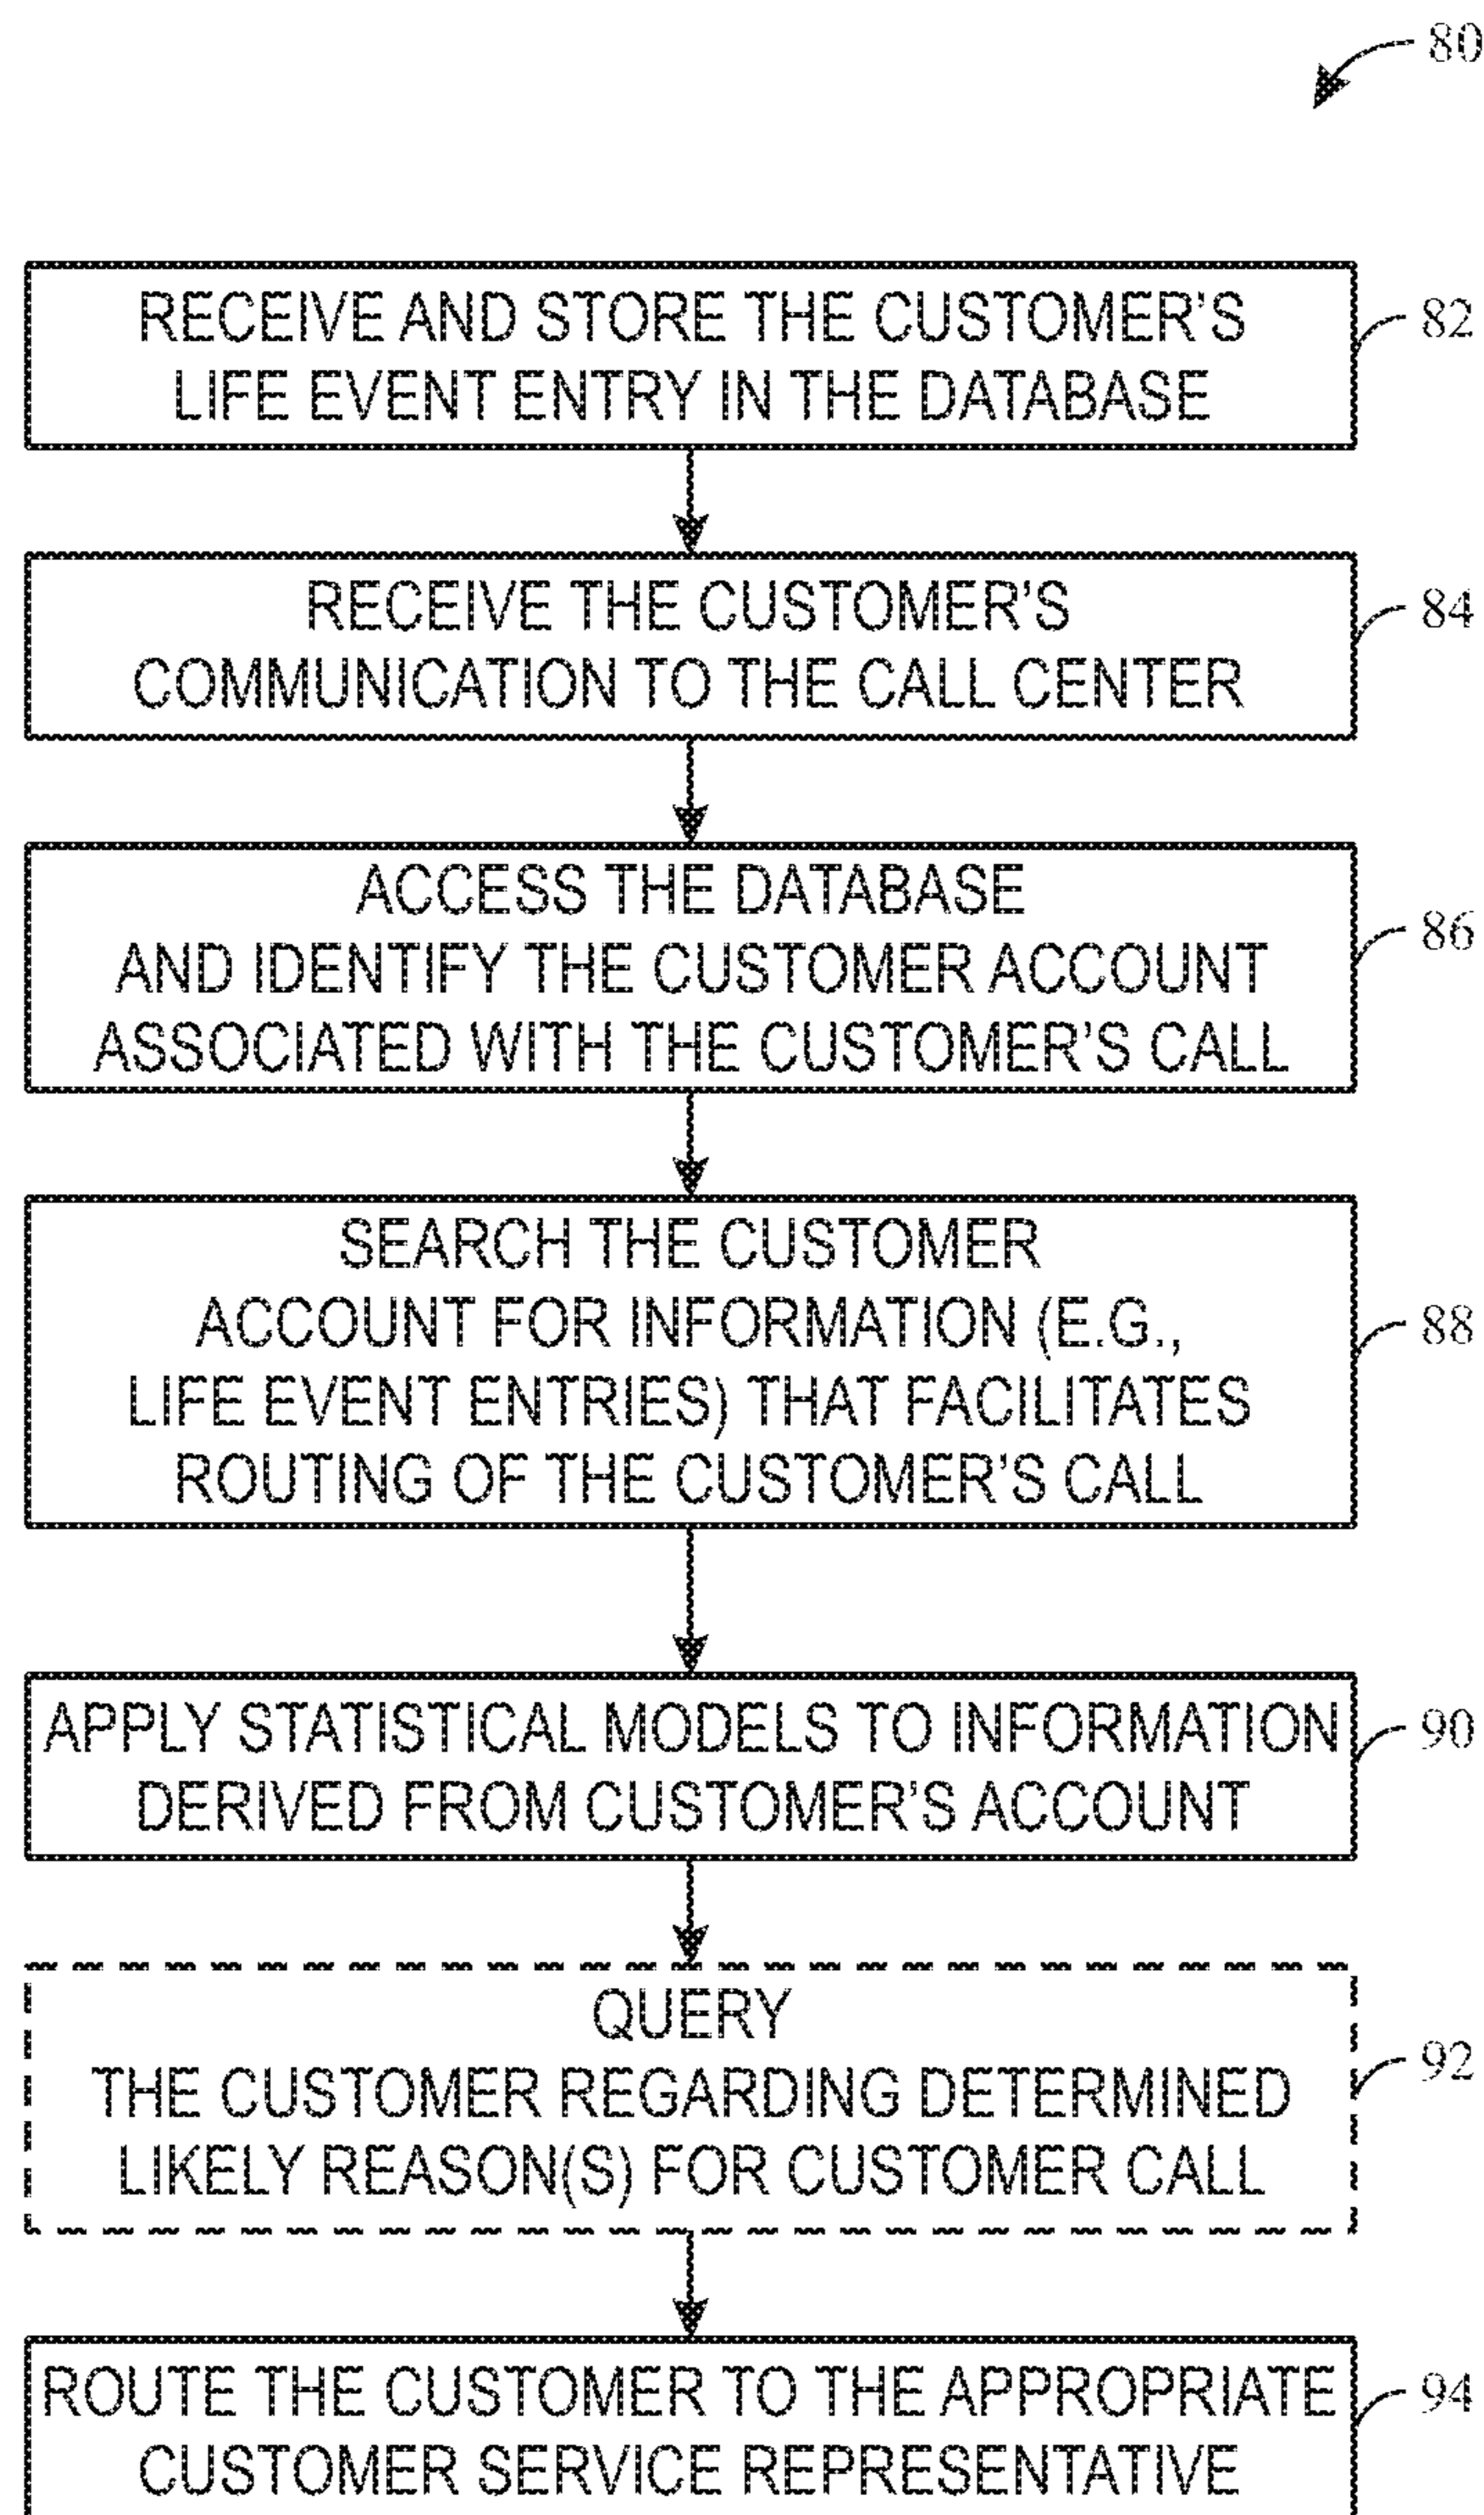 80
RECEIVE AND STORE THE CUSTOMER'S
LIFE EVENT ENTRY IN THE DATABASE
82
RECEIVE THE CUSTOMER'S
COMMUNICATION TO THE CALL CENTER
84
ACCESS THE DATABASE
AND IDENTIFY THE CUSTOMER ACCOUNT
ASSOCIATED WITH THE CUSTOMER'S CALL
86
SEARCH THE CUSTOMER
ACCOUNT FOR INFORMATION (E.G.,
LIFE EVENT ENTRIES) THAT FACILITATES
ROUTING OF THE CUSTOMER'S CALL
88
APPLY STATISTICAL MODELS TO INFORMATION
DERIVED FROM CUSTOMER'S ACCOUNT
90
QUERY
THE CUSTOMER REGARDING DETERMINED
LIKELY REASON(S) FOR CUSTOMER CALL
92
ROUTE THE CUSTOMER TO THE APPROPRIATE
CUSTOMER SERVICE REPRESENTATIVE
94